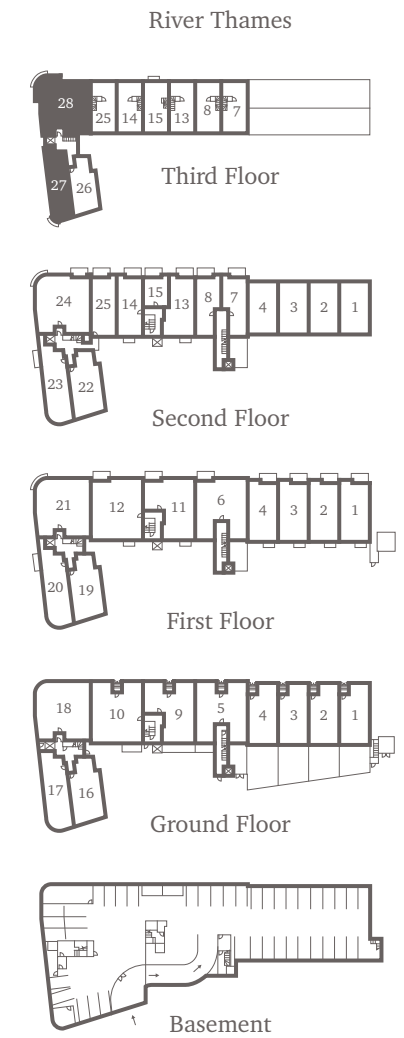 River Thames
28 25 14 15 13 8 7
27 26
Third Floor
24 25 14 15 13 8 7 4 3 2 1
23 22
Second Floor
21 12 11 6 4 3 2 1
20 19
First Floor
18 10 9 5 4 3 2 1
17 16
Ground Floor
Basement